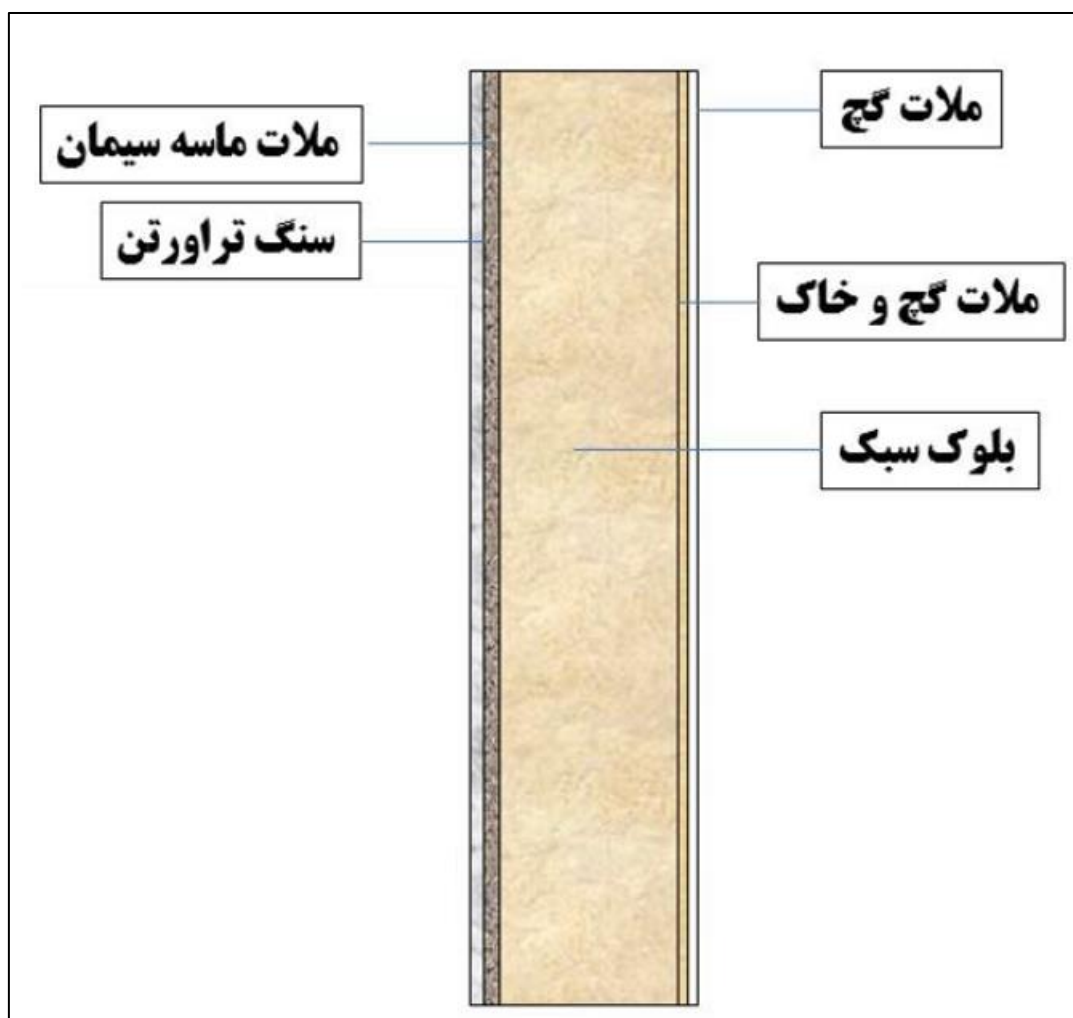 ملات گچ
ملات ماسه سیمان
سنگ تراورتن
ملات گچ و خاک
بلوک سبک